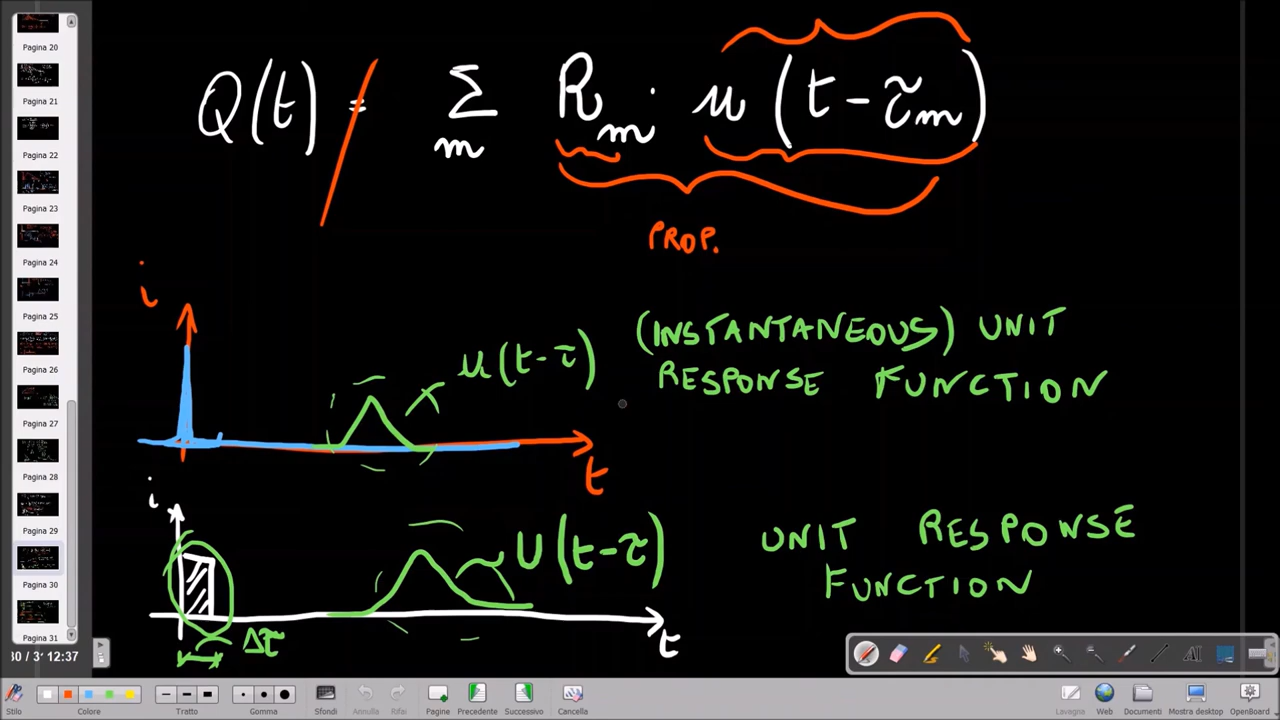 Q(t) = Σ R_m · u(t-τ_m)
m
PROP.
i
u(t-τ)
(INSTANTANEOUS) UNIT
RESPONSE FUNCTION
t
i
U(t-τ)
UNIT RESPONSE
FUNCTION
t
Δτ
Pagina 20
Pagina 21
Pagina 22
Pagina 23
Pagina 24
Pagina 25
Pagina 26
Pagina 27
Pagina 28
Pagina 29
Pagina 30
Pagina 31
30 / 3 12:37
Stilo
Colore
Tratto
Gomma
Sfondi
Annulla
Rifai
Pagine
Precedente
Successivo
Cancella
Lavagna
Web
Documenti
Mostra desktop
OpenBoard